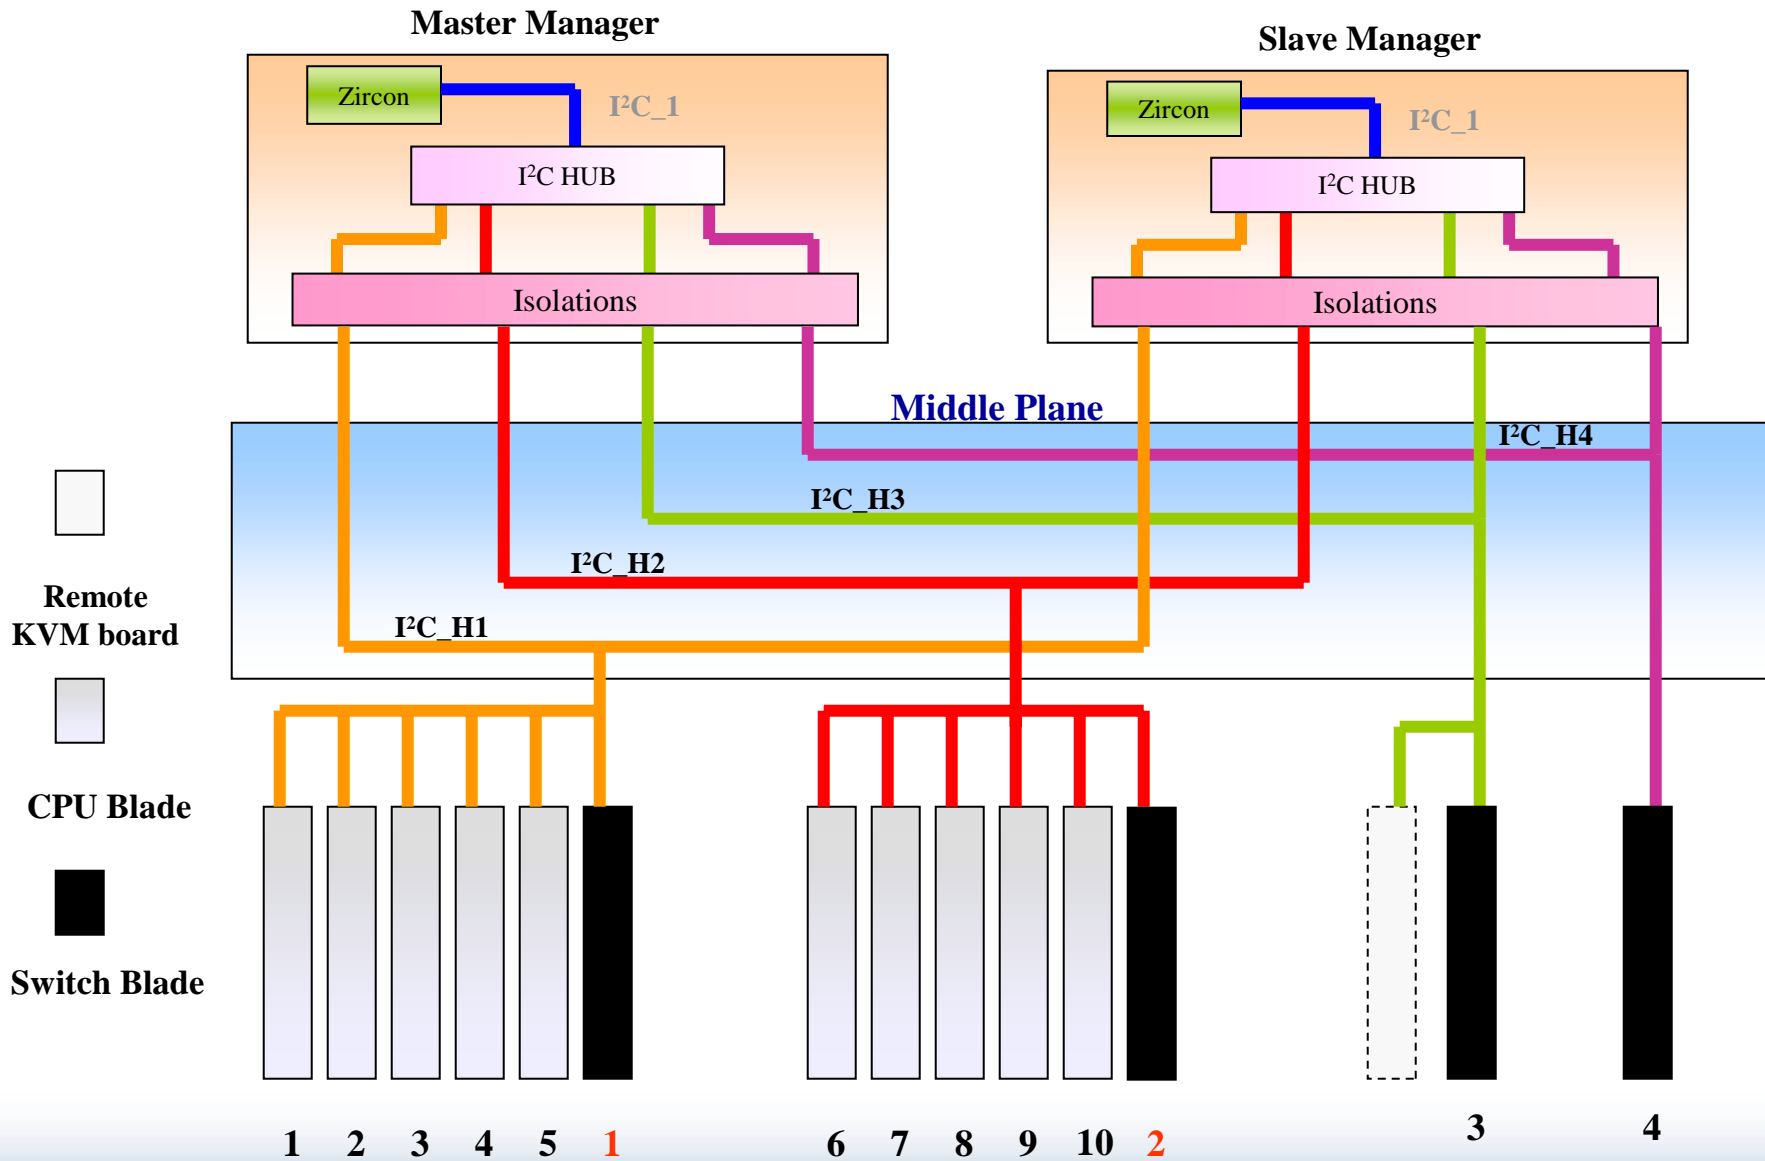 Master Manager
Slave Manager
Zircon
I²C_1
Zircon
I²C_1
I²C HUB
I²C HUB
Isolations
Isolations
Middle Plane
I²C_H4
I²C_H3
I²C_H2
I²C_H1
Remote
KVM board
CPU Blade
Switch Blade
1 2 3 4 5 1 6 7 8 9 10 2 3 4